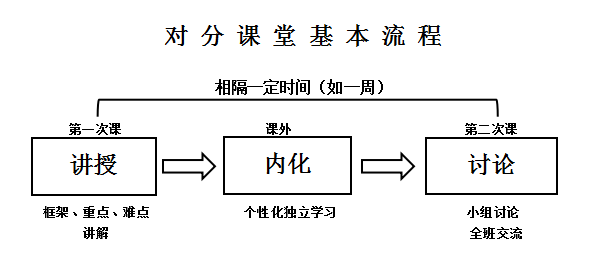 对分课堂基本流程
相隔一定时间（如一周）
第一次课
课外
第二次课
讲授
内化
讨论
框架、重点、难点
讲解
个性化独立学习
小组讨论
全班交流